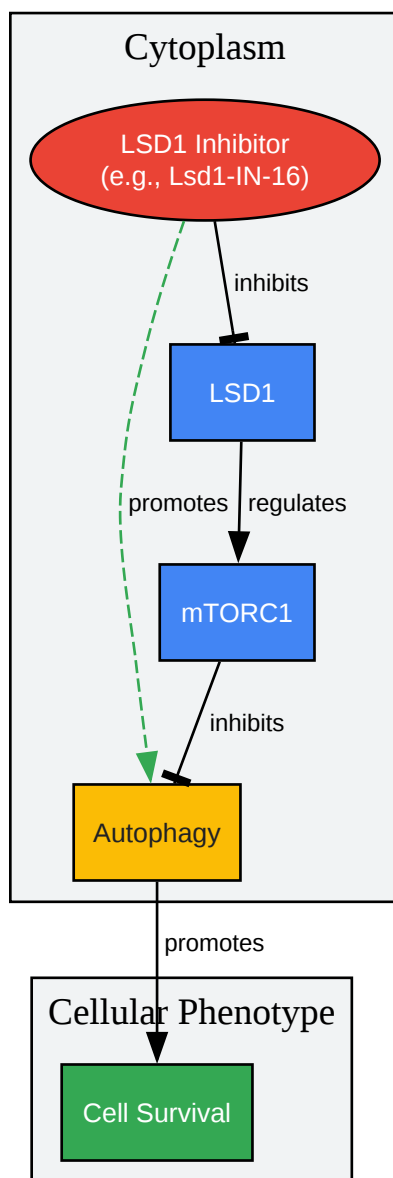 Cytoplasm
LSD1 Inhibitor
(e.g., Lsd1-IN-16)
inhibits
LSD1
promotes
regulates
mTORC1
inhibits
Autophagy
promotes
Cellular Phenotype
Cell Survival